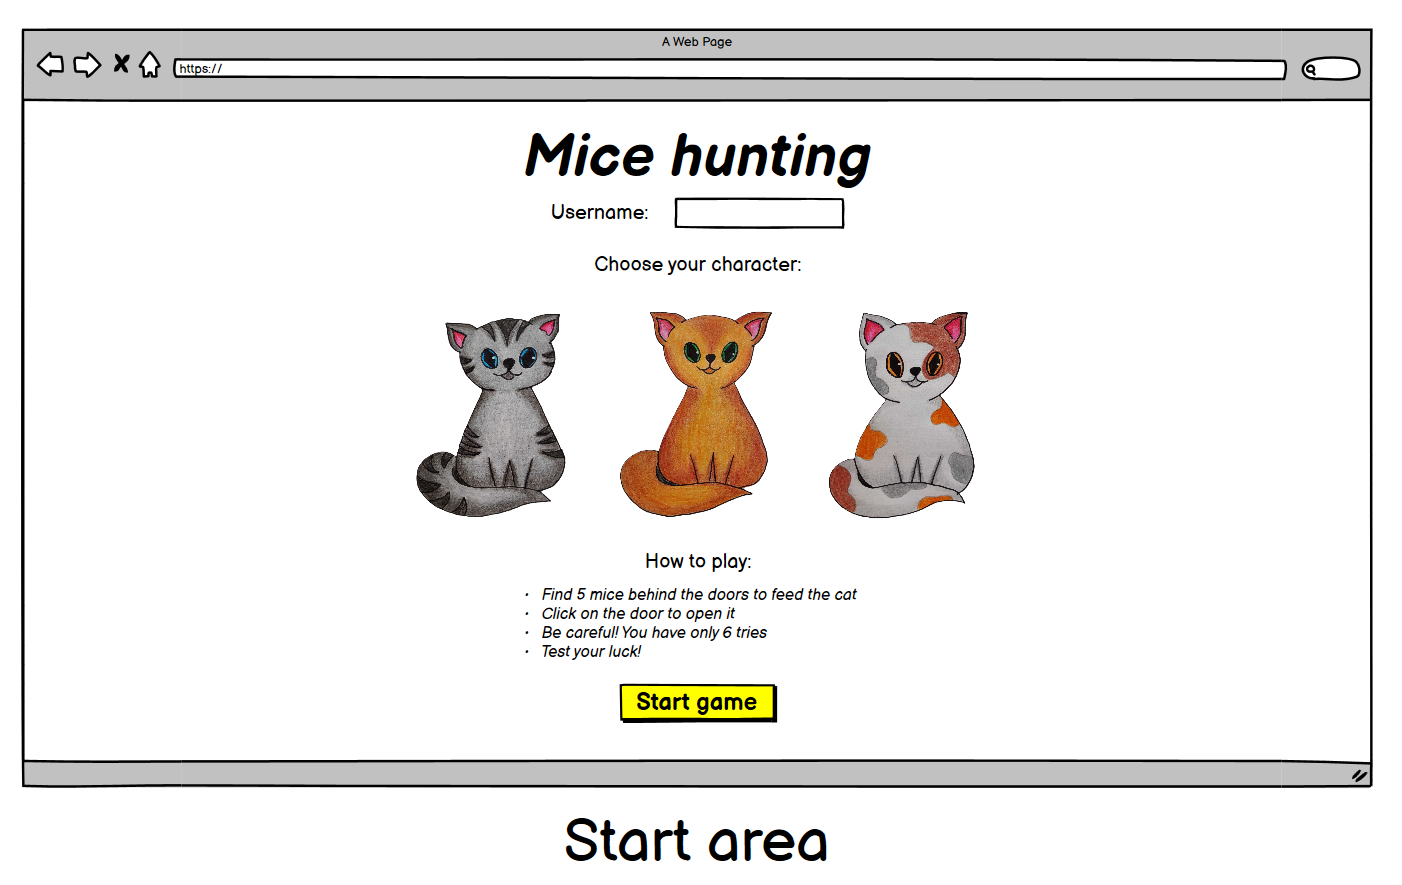 A Web Page
https://
Mice hunting
Username:
Choose your character:
How to play:
• Find 5 mice behind the doors to feed the cat
• Click on the door to open it
• Be careful! You have only 6 tries
• Test your luck!
Start game
Start area